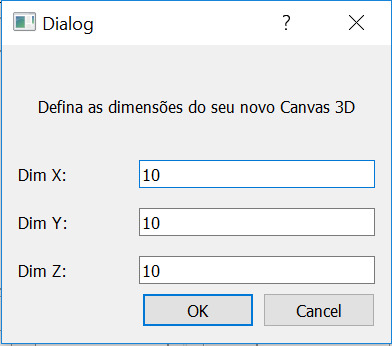 Dialog ?
Defina as dimensões do seu novo Canvas 3D
Dim X: 10
Dim Y: 10
Dim Z: 10
OK Cancel